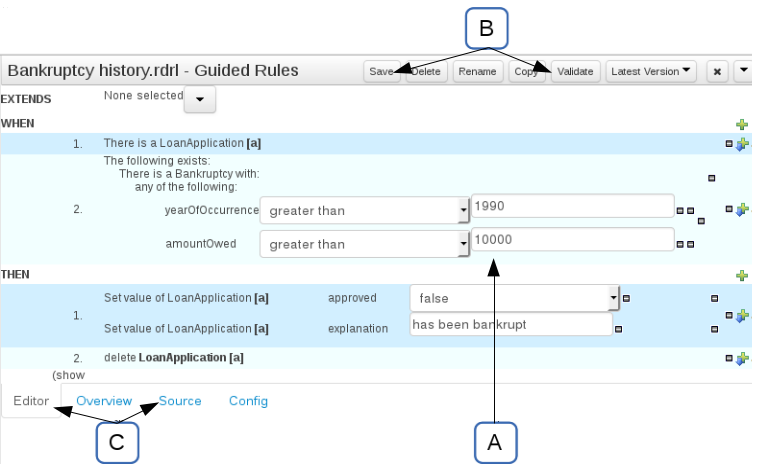 B
Bankruptcy history.rdrl - Guided Rules Save Delete Rename Copy Validate Latest Version
EXTENDS None selected
WHEN
1. There is a LoanApplication [a]
The following exists:
There is a Bankruptcy with:
any of the following:
2. yearOfOccurrence greater than 1990
amountOwed greater than 10000
THEN
1. Set value of LoanApplication [a] approved false
Set value of LoanApplication [a] explanation has been bankrupt
2. delete LoanApplication [a]
(show
Editor Overview Source Config
C A